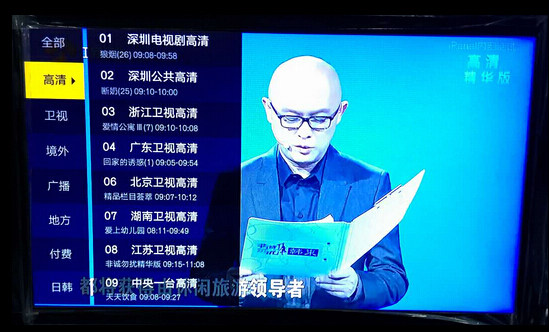 全部
高清
卫视
境外
广播
地方
付费
日韩
01 深圳电视剧高清
狼烟(26) 09:08-09:58
02 深圳公共高清
断奶(25) 09:10-10:00
03 浙江卫视高清
爱情公寓Ⅲ(7) 09:10-10:08
04 广东卫视高清
回家的诱惑(1) 09:05-09:54
06 北京卫视高清
精品栏目荟萃 09:07-10:12
07 湖南卫视高清
爱上幼儿园 08:11-09:49
08 江苏卫视高清
非诚勿扰精华版 09:15-11:08
09 中央一台高清
天天饮食 09:08-09:27
高清
精华版
都将获得由休闲旅游领导者